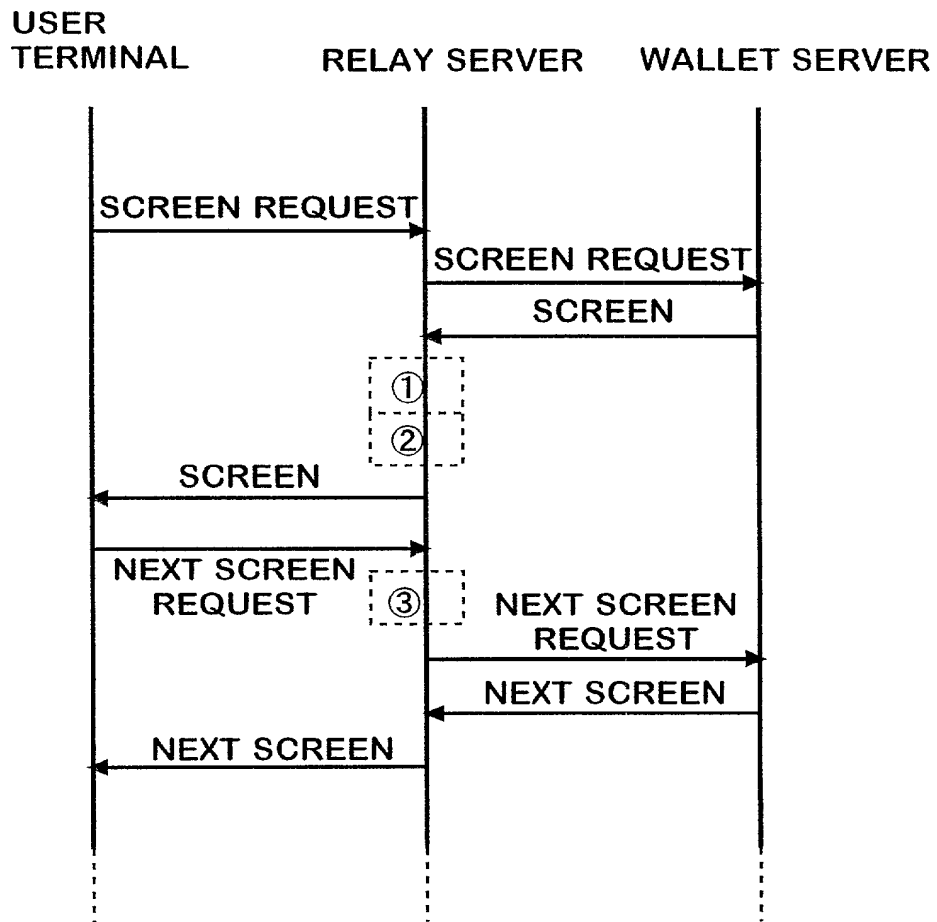 USER
TERMINAL
RELAY SERVER
WALLET SERVER
SCREEN REQUEST
SCREEN REQUEST
SCREEN
①
②
SCREEN
NEXT SCREEN
REQUEST
③
NEXT SCREEN
REQUEST
NEXT SCREEN
NEXT SCREEN